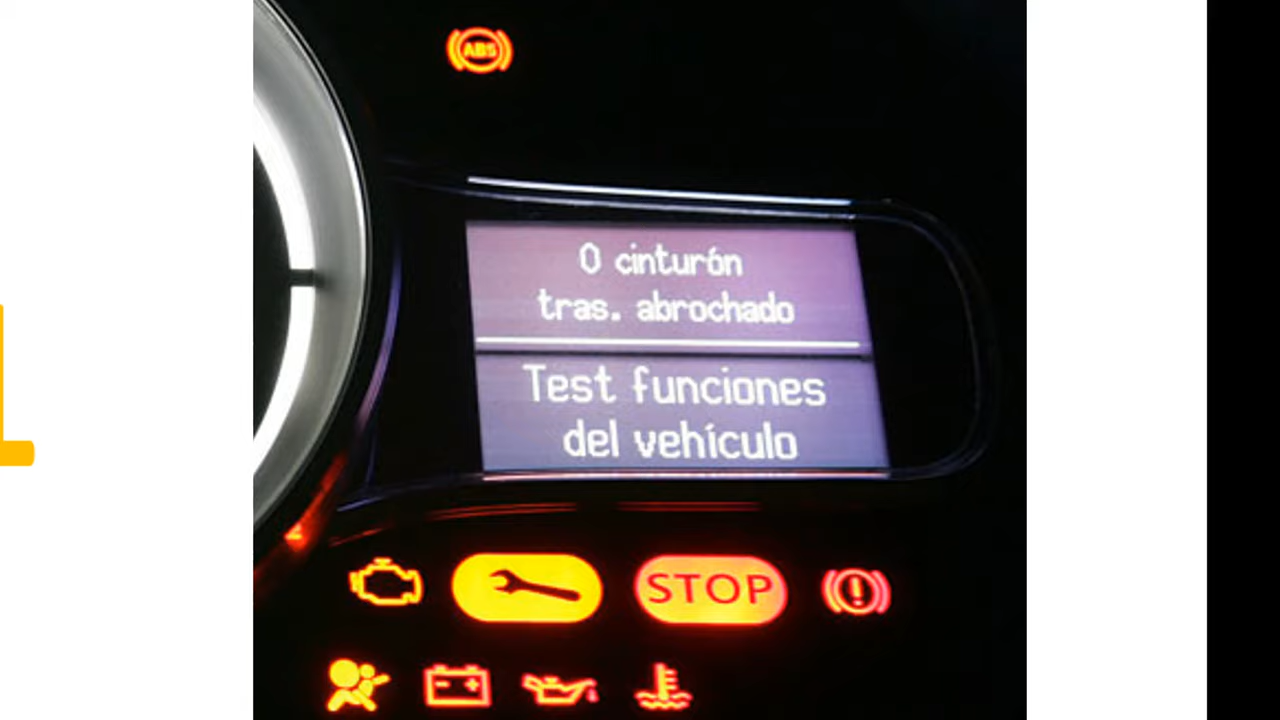 ABS
0 cinturón
tras. abrochado
Test funciones
del vehículo
STOP